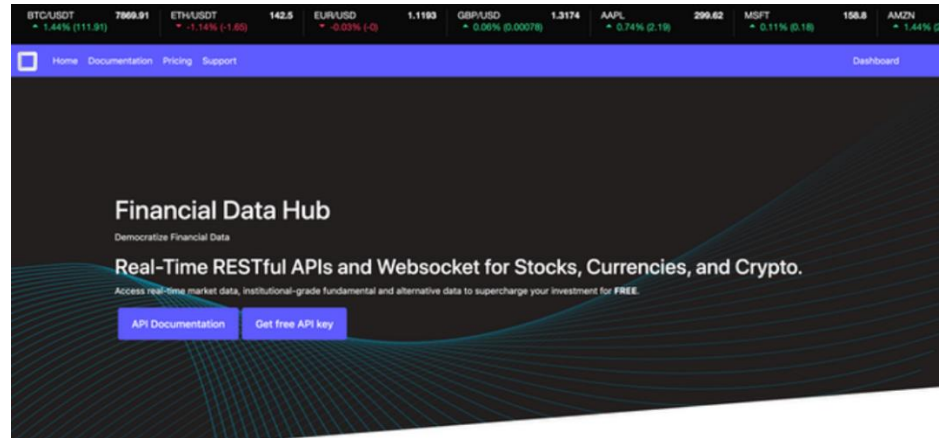 BTC/USDT 7869.91 ETH/USDT 142.5 EUR/USD 1.1193 GBP/USD 1.3174 AAPL 299.62 MSFT 158.8 AMZN
1.44% (111.91) -1.14% (-1.65) -0.03% (-0) 0.06% (0.00078) 0.74% (2.19) 0.11% (0.18) 1.44%
Home Documentation Pricing Support Dashboard
Financial Data Hub
Democratize Financial Data
Real-Time RESTful APIs and Websocket for Stocks, Currencies, and Crypto.
Access real-time market data, institutional-grade fundamental and alternative data to supercharge your investment for FREE.
API Documentation Get free API key